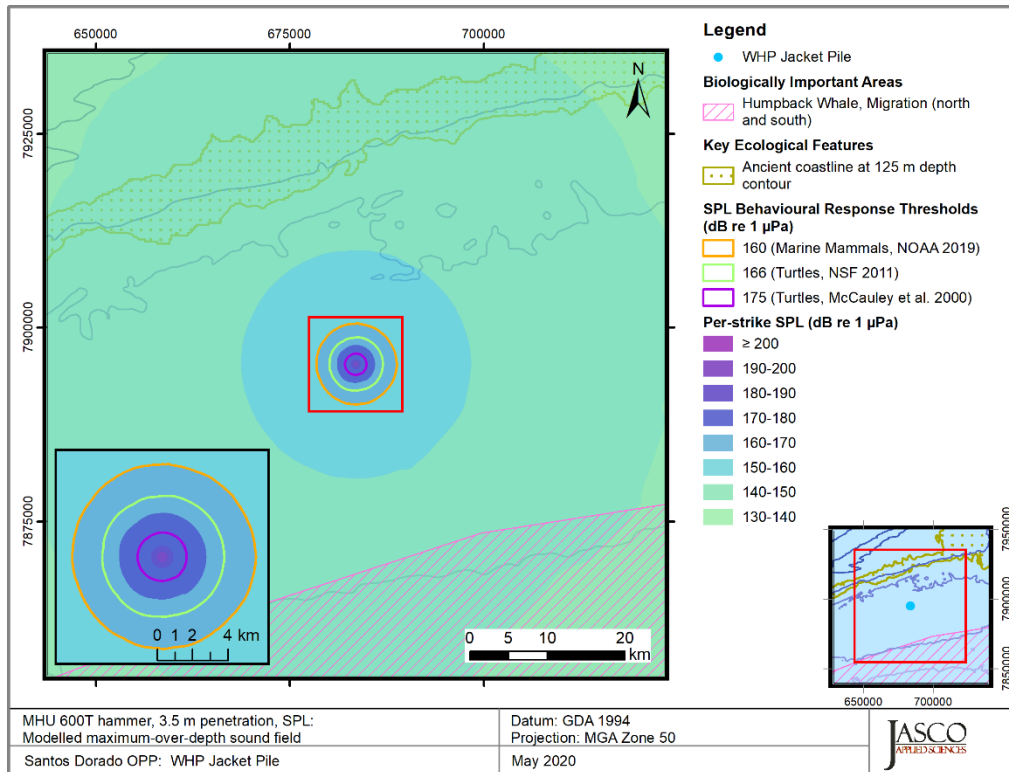 650000
675000
700000
7925000
7900000
7875000
N
0 1 2 4 km
0 5 10 20
km
Legend
WHP Jacket Pile
Biologically Important Areas
Humpback Whale, Migration (north
and south)
Key Ecological Features
Ancient coastline at 125 m depth
contour
SPL Behavioural Response Thresholds
(dB re 1 µPa)
160 (Marine Mammals, NOAA 2019)
166 (Turtles, NSF 2011)
175 (Turtles, McCauley et al. 2000)
Per-strike SPL (dB re 1 µPa)
≥ 200
190-200
180-190
170-180
160-170
150-160
140-150
130-140
7950000
7900000
7850000
650000 700000
MHU 600T hammer, 3.5 m penetration, SPL:
Modelled maximum-over-depth sound field
Santos Dorado OPP: WHP Jacket Pile
Datum: GDA 1994
Projection: MGA Zone 50
May 2020
JASCO
APPLIED SCIENCES